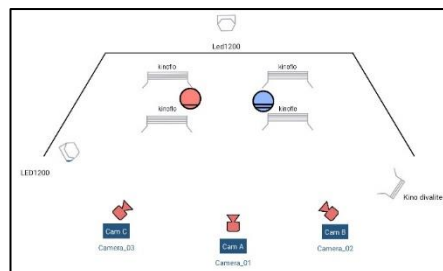 Led1200
kinoflo
kinoflo
kinoflo
kinoflo
LED1200
Kino divalite
Cam C
Cam A
Cam B
Camera_03
Camera_01
Camera_02